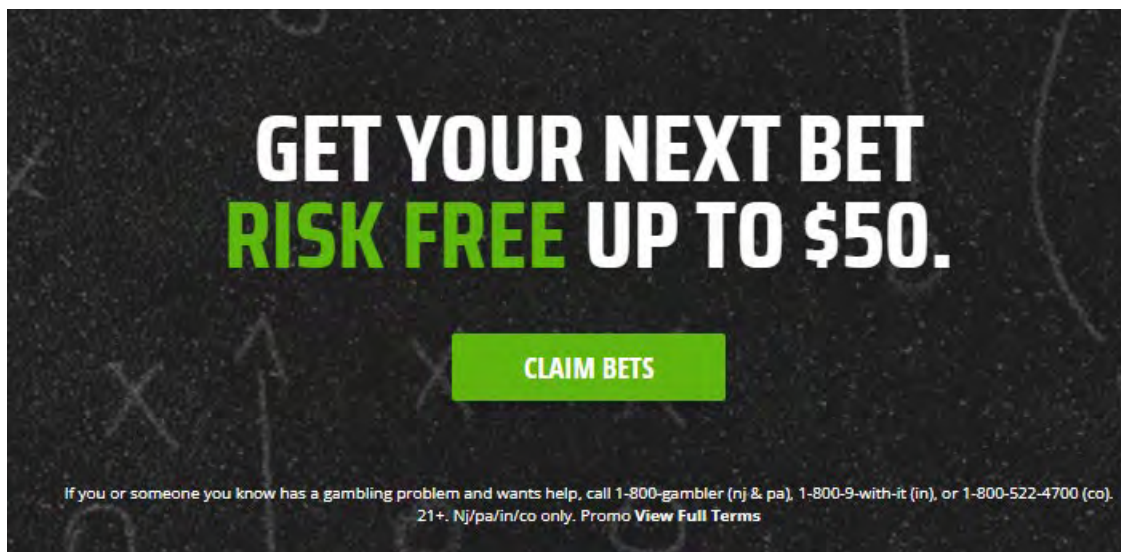 GET YOUR NEXT BET
RISK FREE UP TO $50.
CLAIM BETS
If you or someone you know has a gambling problem and wants help, call 1-800-gambler (nj & pa), 1-800-9-with-it (in), or 1-800-522-4700 (co).
21+. Nj/pa/in/co only. Promo View Full Terms